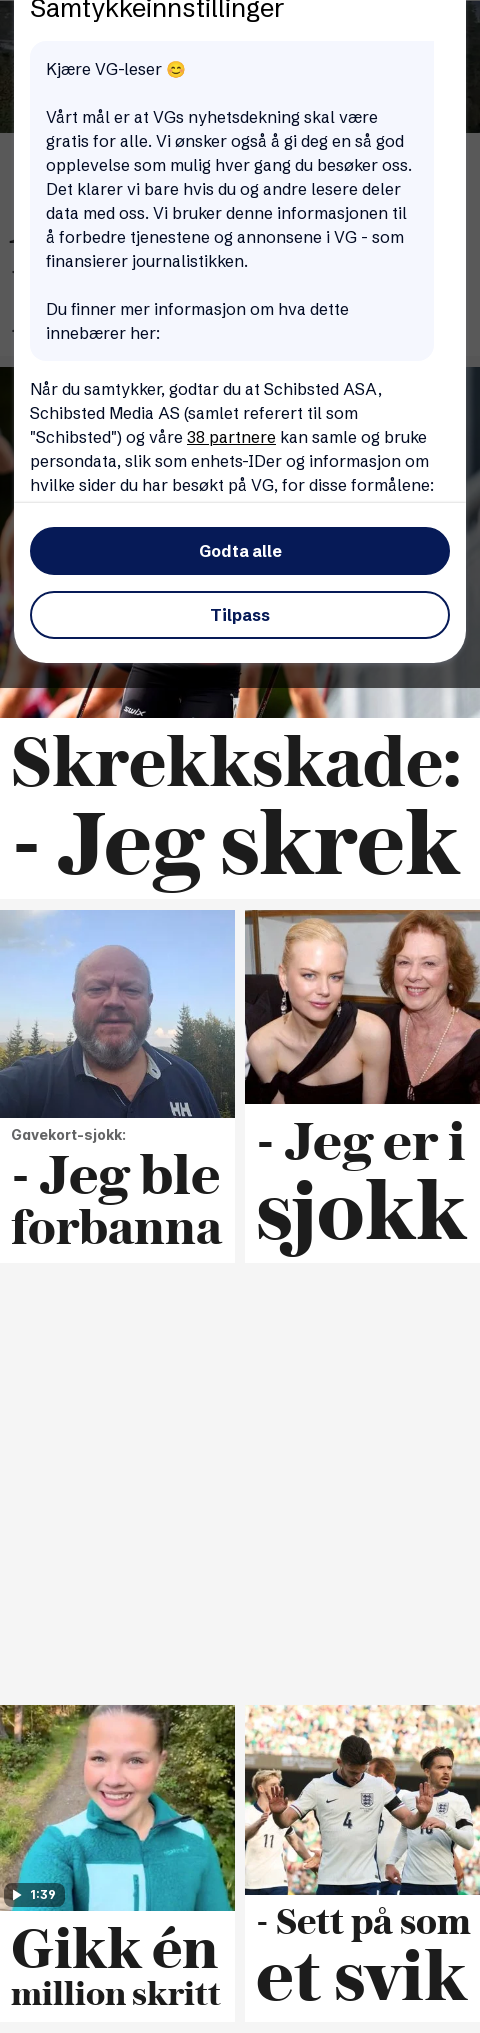 Samtykkeinnstillinger
Kjære VG-leser 😊
Vårt mål er at VGs nyhetsdekning skal være
gratis for alle. Vi ønsker også å gi deg en så god
opplevelse som mulig hver gang du besøker oss.
Det klarer vi bare hvis du og andre lesere deler
data med oss. Vi bruker denne informasjonen til
å forbedre tjenestene og annonsene i VG - som
finansierer journalistikken.
Du finner mer informasjon om hva dette
innebærer her:
Når du samtykker, godtar du at Schibsted ASA,
Schibsted Media AS (samlet referert til som
"Schibsted") og våre 38 partnere kan samle og bruke
persondata, slik som enhets-IDer og informasjon om
hvilke sider du har besøkt på VG, for disse formålene:
Godta alle
Tilpass
swix
Skrekkskade:
- Jeg skrek
HH
Gavekort-sjokk:
- Jeg ble
forbanna
- Jeg er i
sjokk
1:39
Gikk én
million skritt
11
4
- Sett på som
et svik